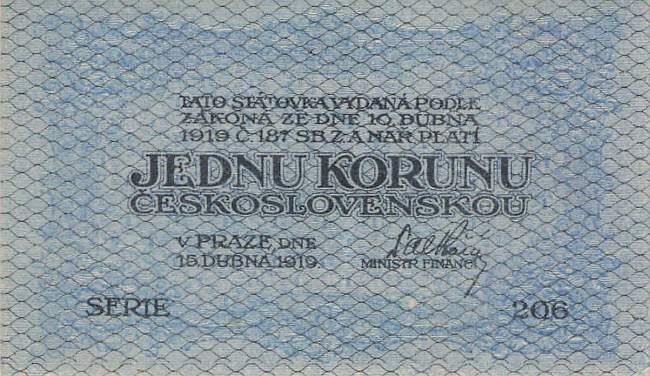 TATO STÁTOVKA VYDANÁ PODLE
ZÁKONA ZE DNE 10. DUBNA
1919 Č. 187 SB.Z.A NAŘ. PLATÍ
JEDNU KORUNU
ČESKOSLOVENSKOU
V PRAZE, DNE
15. DUBNA 1919.
MINISTR FINANCÍ
SERIE 206